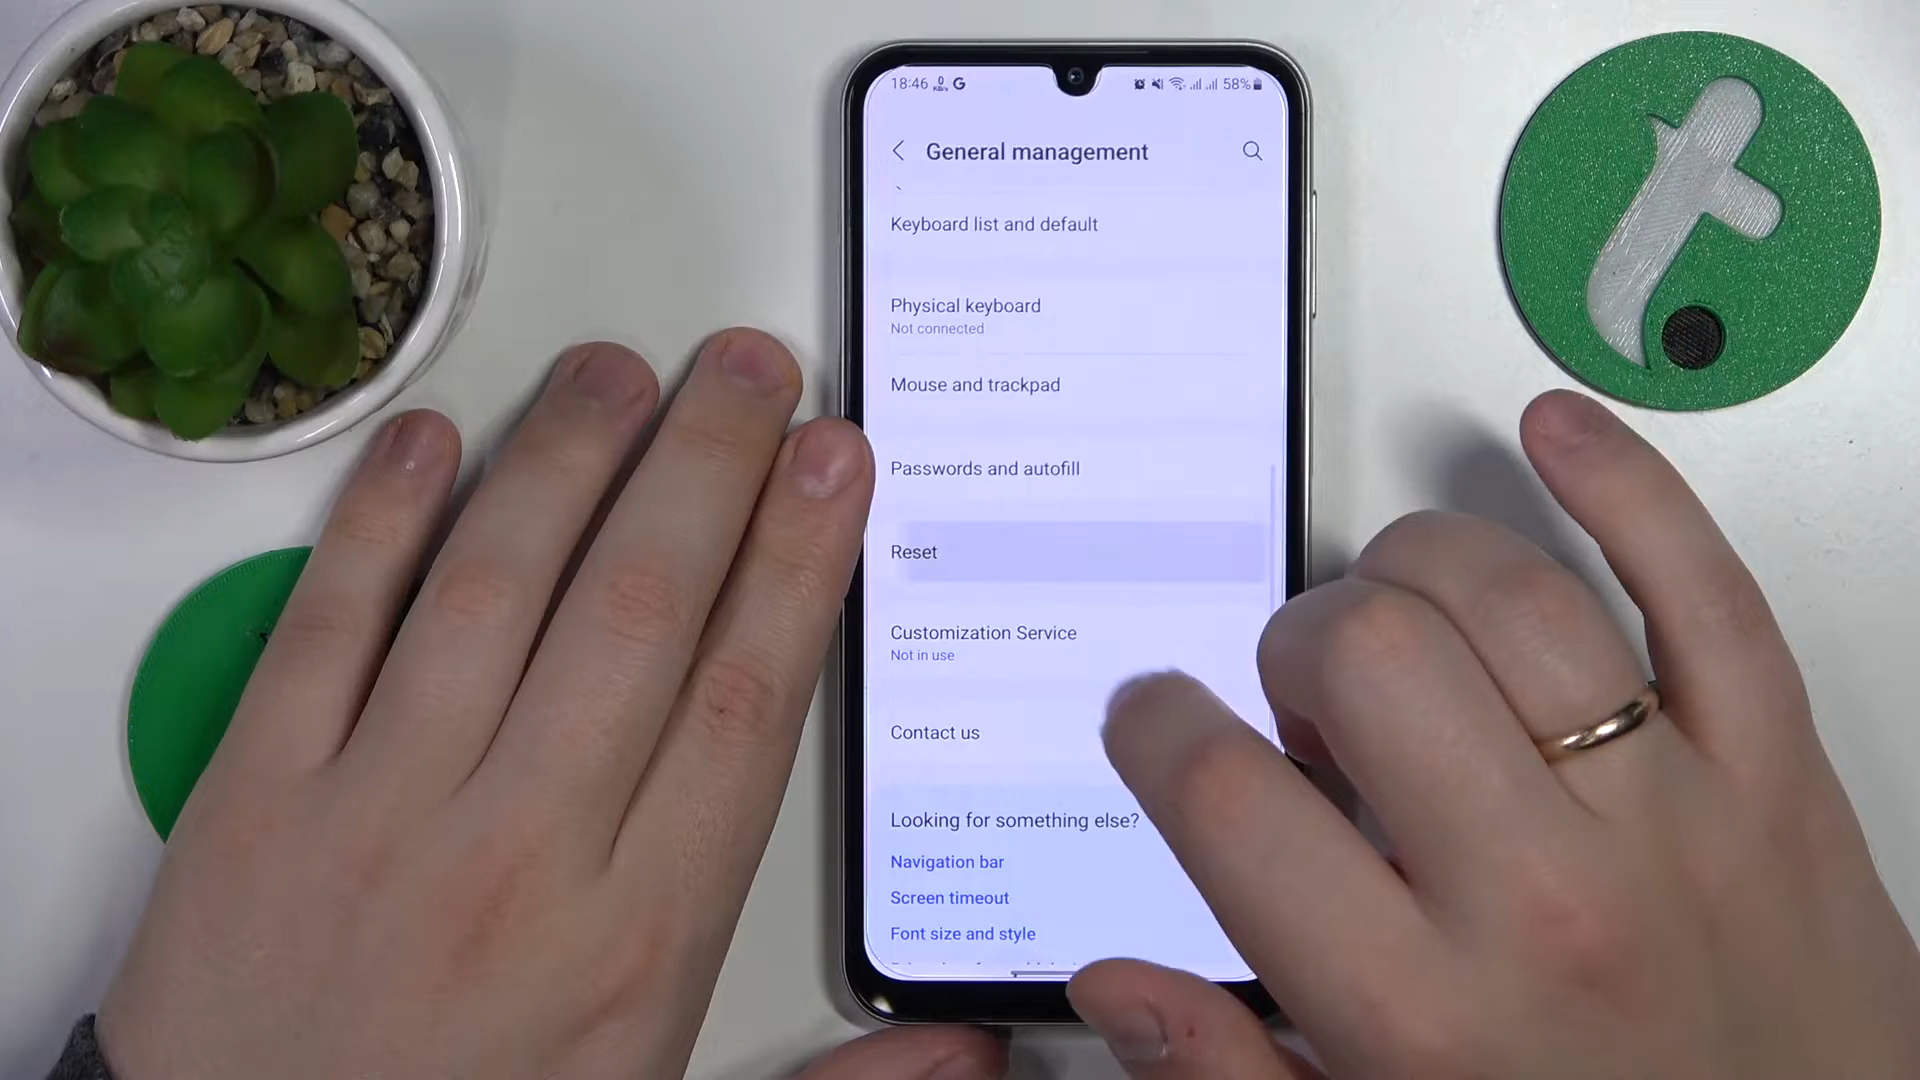 18:46 0 KB/s G 58%
General management
Keyboard list and default
Physical keyboard
Not connected
Mouse and trackpad
Passwords and autofill
Reset
Customization Service
Not in use
Contact us
Looking for something else?
Navigation bar
Screen timeout
Font size and style
t